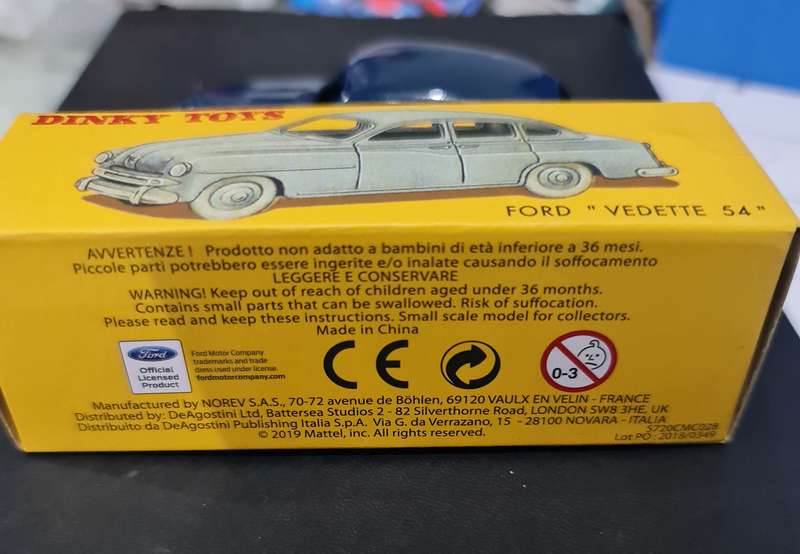 DINKY TOYS
FORD " VEDETTE 54 "
AVVERTENZE ! Prodotto non adatto a bambini di età inferiore a 36 mesi.
Piccole parti potrebbero essere ingerite e/o inalate causando il soffocamento
LEGGERE E CONSERVARE
WARNING! Keep out of reach of children aged under 36 months.
Contains small parts that can be swallowed. Risk of suffocation.
Please read and keep these instructions. Small scale model for collectors.
Made in China
Ford
Official
Licensed
Product
Ford Motor Company
trademarks and trade
dress used under license.
fordmotorcompany.com
CE
0-3
Manufactured by NOREV S.A.S., 70-72 avenue de Böhlen, 69120 VAULX EN VELIN - FRANCE
Distributed by: DeAgostini Ltd, Battersea Studios 2 - 82 Silverthorne Road, LONDON SW8 3HE, UK
Distribuito da DeAgostini Publishing Italia S.p.A. Via G. da Verrazano, 15 - 28100 NOVARA - ITALIA
© 2019 Mattel, inc. All rights reserved.
5720CMC028
Lot PO : 2018/0349